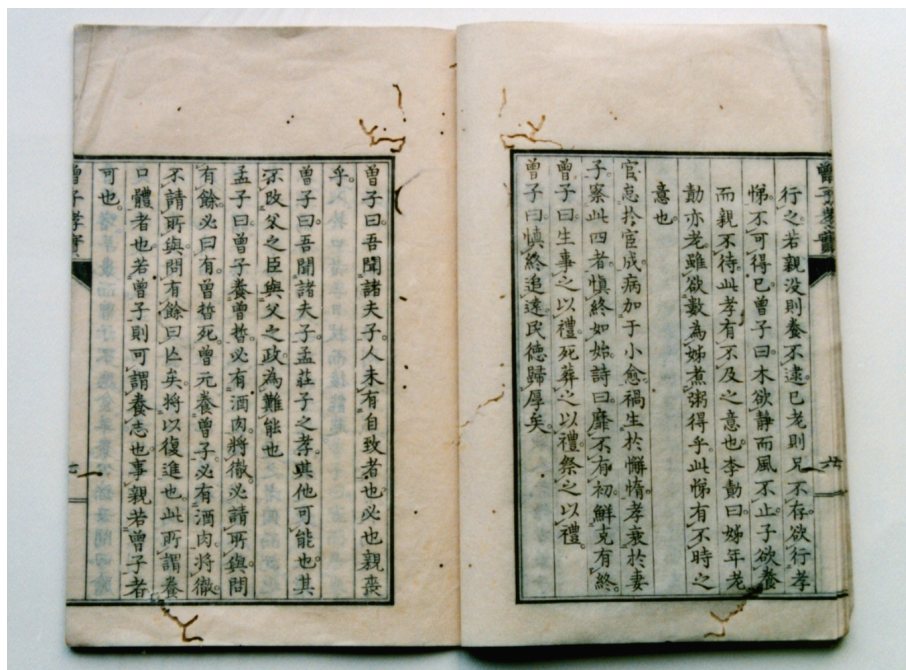 曾子孝實
行之。若親没則養不逮。已老則兄不存。欲行孝
悌不可得已。曾子曰。木欲静而風不止。子欲養
而親不待。此孝有不及之意也。李勣曰。姊年老
勣亦老。雖欲數為姊煮粥得乎。此悌有不時之
意也。
官怠於宦成。病加于小愈。禍生於懈惰。孝衰於妻
子。察此四者。慎終如始。詩曰。靡不有初。鮮克有終。
曾子曰。生事之以禮。死葬之以禮。祭之以禮。
曾子曰。慎終追遠。民德歸厚矣。
曾子曰。吾聞諸夫子。人未有自致者也。必也親喪
乎。
曾子曰。吾聞諸夫子。孟莊子之孝。其他可能也。其
不改父之臣與父之政。為難能也
孟子曰。曾子養曾晳。必有酒肉。將徹。必請所與。問
有餘。必曰有。曾晳死。曾元養曾子。必有酒肉。將徹。
不請所與。問有餘。曰亡矣。將以復進也。此所謂養
口體者也。若曾子則可謂養志也。事親若曾子者
可也。
曾子孝實